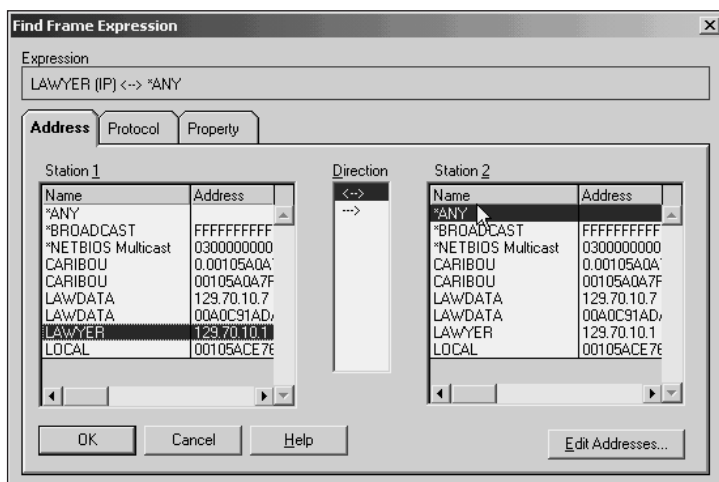 Find Frame Expression
Expression
LAWYER (IP) <--> *ANY
Address Protocol Property
Station 1
Name Address
*ANY
*BROADCAST FFFFFFFFFF
*NETBIOS Multicast 0300000000
CARIBOU 0.00105A0A
CARIBOU 00105A0A7F
LAWDATA 129.70.10.7
LAWDATA 00A0C91AD
LAWYER 129.70.10.1
LOCAL 00105ACE76
Direction
<-->
--->
Station 2
Name Address
*ANY
*BROADCAST FFFFFFFFFF
*NETBIOS Multicast 0300000000
CARIBOU 0.00105A0A
CARIBOU 00105A0A7F
LAWDATA 129.70.10.7
LAWDATA 00A0C91AD
LAWYER 129.70.10.1
LOCAL 00105ACE76
OK Cancel Help Edit Addresses...